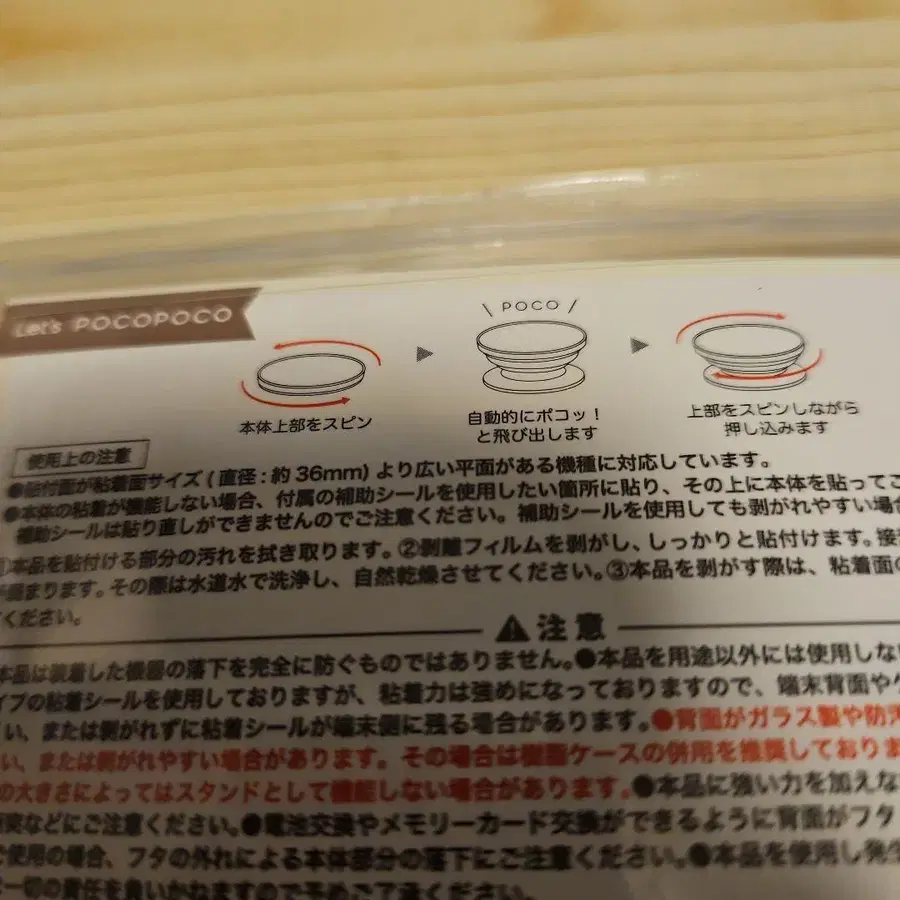 Let's POCOPOCO
POCO
本体上部をスピン
自動的にポコッ！
と飛び出します
上部をスピンしながら
押し込みます
使用上の注意
●貼付面が粘着面サイズ(直径:約36mm)より広い平面がある機種に対応しています。
●本体の粘着が機能しない場合、付属の補助シールを使用したい箇所に貼り、その上に本体を貼ってご
補助シールは貼り直しができませんのでご注意ください。補助シールを使用しても剥がれやすい場合
①本品を貼付ける部分の汚れを拭き取ります。②剥離フィルムを剥がし、しっかりと貼付けます。接
弱まります。その際は水道水で洗浄し、自然乾燥させてください。③本品を剥がす際は、粘着面の
ください。
⚠注意
本品は装着した機器の落下を完全に防ぐものではありません。●本品を用途以外には使用しない
イプの粘着シールを使用しておりますが、粘着力は強めになっておりますので、端末背面やケ
い、または剥がれずに粘着シールが端末側に残る場合があります。●背面がガラス製や防汚
い、または剥がれやすい場合があります。その場合は樹脂ケースの併用を推奨しておりま
の大きさによってはスタンドとして機能しない場合があります。●本品に強い力を加えな
などにご注意ください。●電池交換やメモリーカード交換ができるように背面がフタ
ご使用の場合、フタの外れによる本体部分の落下にご注意ください。●本品を使用し発生
一切の責任を負いかねますので予めご了承ください。